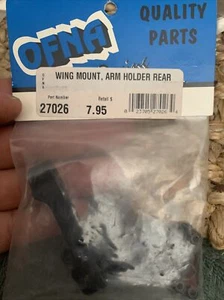 OFNA
QUALITY
PARTS
WING MOUNT, ARM HOLDER REAR
Part Number
Retail $
27026
7.95